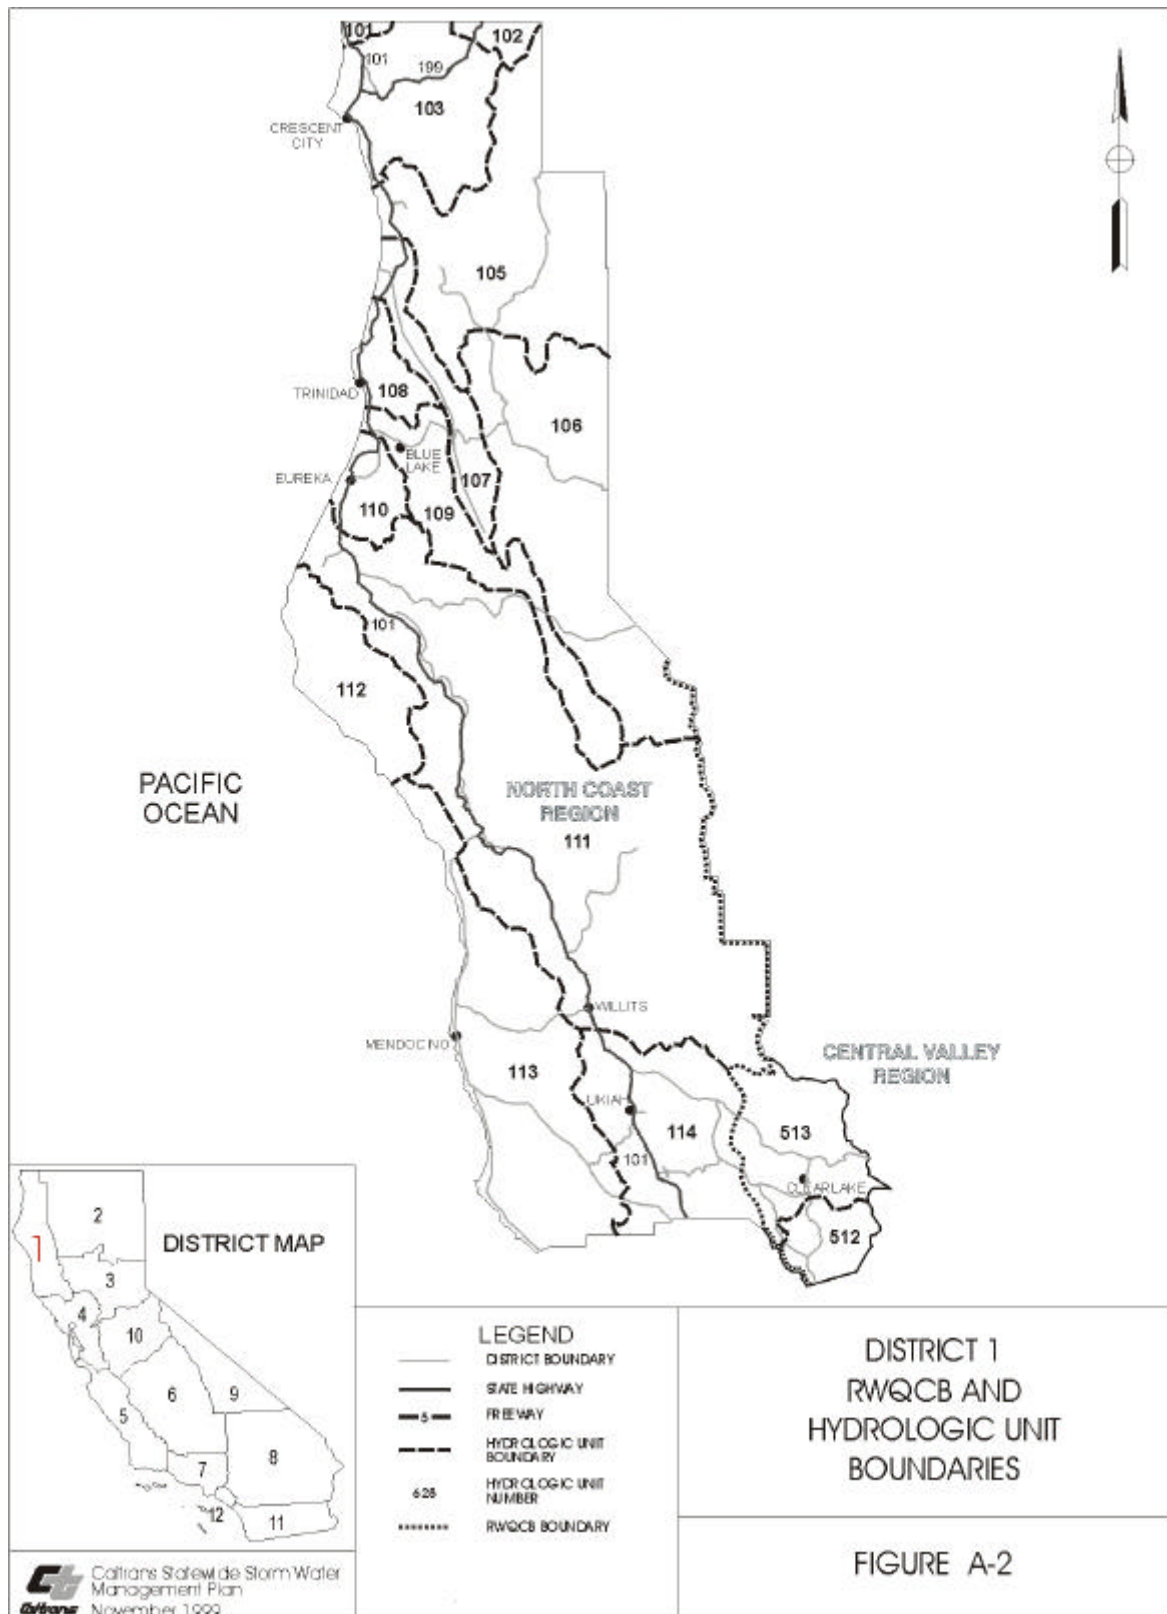 101
102
101
199
103
CRESCENT
CITY
105
TRINIDAD
108
106
BLUE
LAKE
EUREKA
107
110
109
101
112
PACIFIC
OCEAN
NORTH COAST
REGION
111
WILLITS
MENDOCINO
CENTRAL VALLEY
REGION
113
UKIAH
114
513
101
CLEARLAKE
512
2
DISTRICT MAP
1
3
4
10
6
9
5
7
8
12
11
LEGEND
DISTRICT BOUNDARY
STATE HIGHWAY
5
FREEWAY
HYDROLOGIC UNIT
BOUNDARY
628
HYDROLOGIC UNIT
NUMBER
RWQCB BOUNDARY
DISTRICT 1
RWQCB AND
HYDROLOGIC UNIT
BOUNDARIES
FIGURE A-2
Caltrans Statewide Storm Water
Management Plan
November 1999
Caltrans